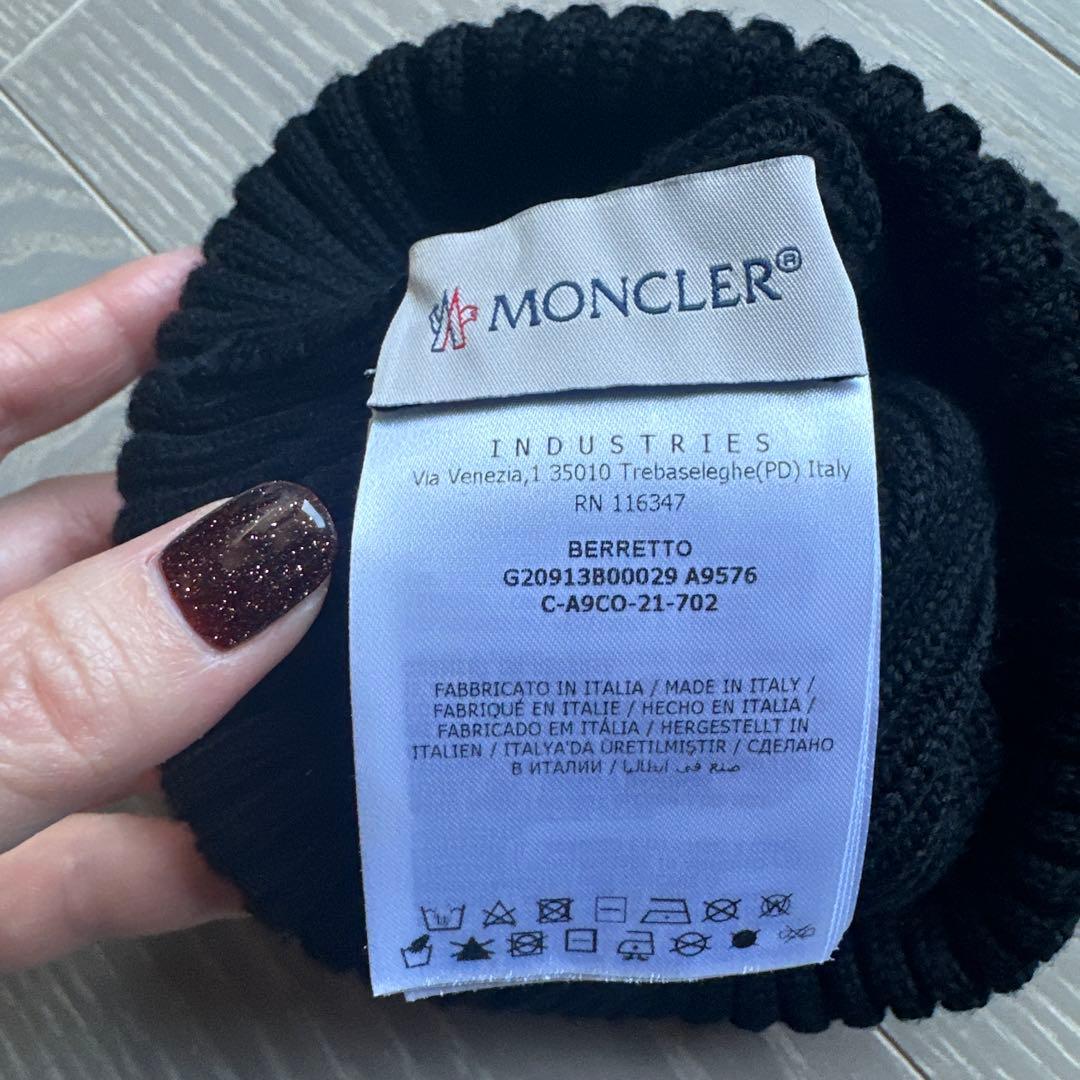 MONCLER®
INDUSTRIES
Via Venezia,1 35010 Trebaseleghe(PD) Italy
RN 116347
BERRETTO
G20913B00029 A9576
C-A9CO-21-702
FABBRICATO IN ITALIA / MADE IN ITALY /
FABRIQUÉ EN ITALIE / HECHO EN ITALIA /
FABRICADO EM ITÁLIA / HERGESTELLT IN
ITALIEN / ITALYA'DA ÜRETILMIŞTIR / СДЕЛАНО
В ИТАЛИИ / صنع في ايطاليا